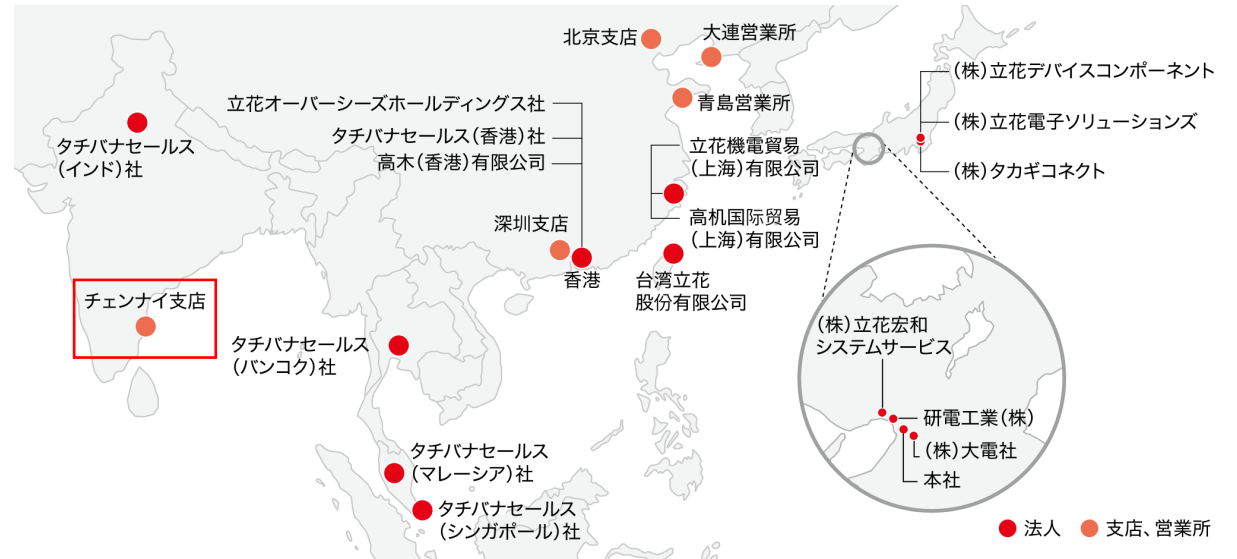 北京支店
大連営業所
青島営業所
立花オーバーシーズホールディングス社
タチバナセールス（香港）社
高木（香港）有限公司
タチバナセールス
（インド）社
立花機電貿易
（上海）有限公司
高机国际贸易
（上海）有限公司
深圳支店
香港
台湾立花
股份有限公司
チェンナイ支店
タチバナセールス
（バンコク）社
タチバナセールス
（マレーシア）社
タチバナセールス
（シンガポール）社
（株）立花デバイスコンポーネント
（株）立花電子ソリューションズ
（株）タカギコネクト
（株）立花宏和
システムサービス
研電工業（株）
（株）大電社
本社
法人
支店、営業所